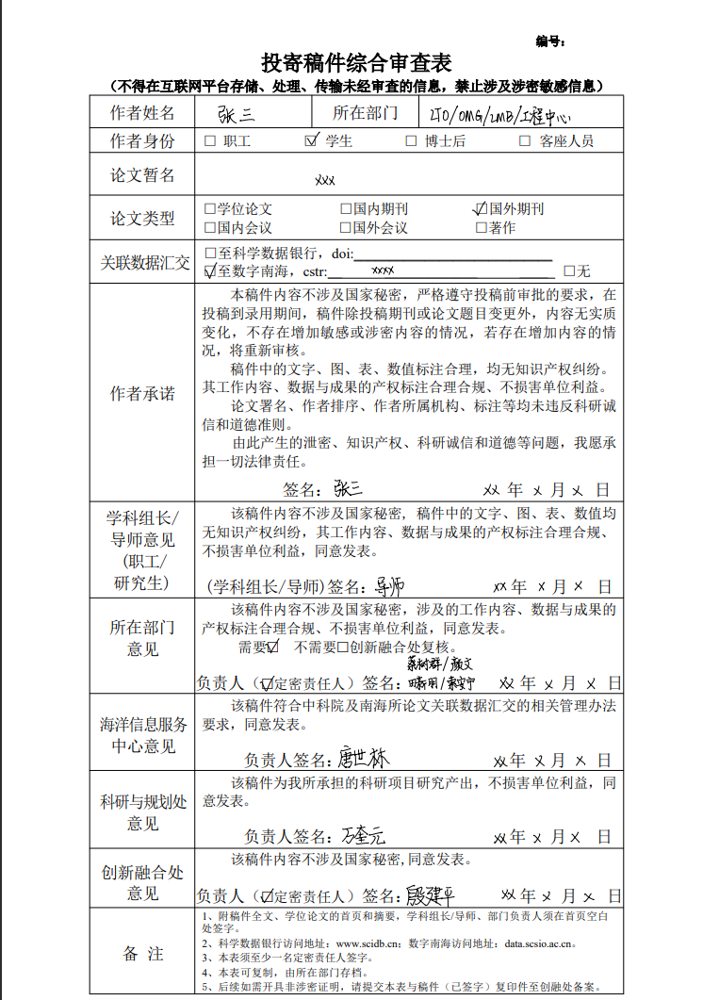 编号：
投寄稿件综合审查表
（不得在互联网平台存储、处理、传输未经审查的信息，禁止涉及涉密敏感信息）
作者姓名 张三 所在部门 LTO/OMG/LMB/工程中心
作者身份 □ 职工 ☑ 学生 □ 博士后 □ 客座人员
论文暂名 xxx
论文类型 □学位论文 □国内期刊 ☑国外期刊
□国内会议 □国外会议 □著作
关联数据汇交 □至科学数据银行，doi:
☑至数字南海，cstr: xxxx □无
作者承诺
本稿件内容不涉及国家秘密，严格遵守投稿前审批的要求，在
投稿到录用期间，稿件除投稿期刊或论文题目变更外，内容无实质
变化，不存在增加敏感或涉密内容的情况，若存在增加内容的情
况，将重新审核。
稿件中的文字、图、表、数值标注合理，均无知识产权纠纷。
其工作内容、数据与成果的产权标注合理合规、不损害单位利益。
论文署名、作者排序、作者所属机构、标注等均未违反科研诚
信和道德准则。
由此产生的泄密、知识产权、科研诚信和道德等问题，我愿承
担一切法律责任。
签名：张三 xx 年 x 月 x 日
学科组长/
导师意见
(职工/
研究生)
该稿件内容不涉及国家秘密, 稿件中的文字、图、表、数值均
无知识产权纠纷，其工作内容、数据与成果的产权标注合理合规、
不损害单位利益，同意发表。
(学科组长/导师)签名：导师 xx 年 x 月 x 日
所在部门
意见
该稿件内容不涉及国家秘密，涉及的工作内容、数据与成果的
产权标注合理合规、不损害单位利益，同意发表。
需要☑ 不需要□创新融合处复核。
蔡树群/颜文
负责人（☑定密责任人）签名： xx 年 x 月 x 日
海洋信息服务
中心意见
该稿件符合中科院及南海所论文关联数据汇交的相关管理办法
要求，同意发表。
负责人签名：唐世林 xx 年 x 月 x 日
科研与规划处
意见
该稿件为我所承担的科研项目研究产出，不损害单位利益，同
意发表。
负责人签名：万奎元 xx 年 x 月 x 日
创新融合处
意见
该稿件内容不涉及国家秘密,同意发表。
负责人（☑定密责任人）签名：殷建平 xx 年 x 月 x 日
备 注
1、附稿件全文、学位论文的首页和摘要，学科组长/导师、部门负责人须在首页空白
处签字。
2、科学数据银行访问地址：www.scidb.cn；数字南海访问地址：data.scsio.ac.cn。
3、本表须至少一名定密责任人签字。
4、本表可复制，由所在部门存档。
5、后续如需开具非涉密证明，请提交本表与稿件（已签字）复印件至创融处备案。